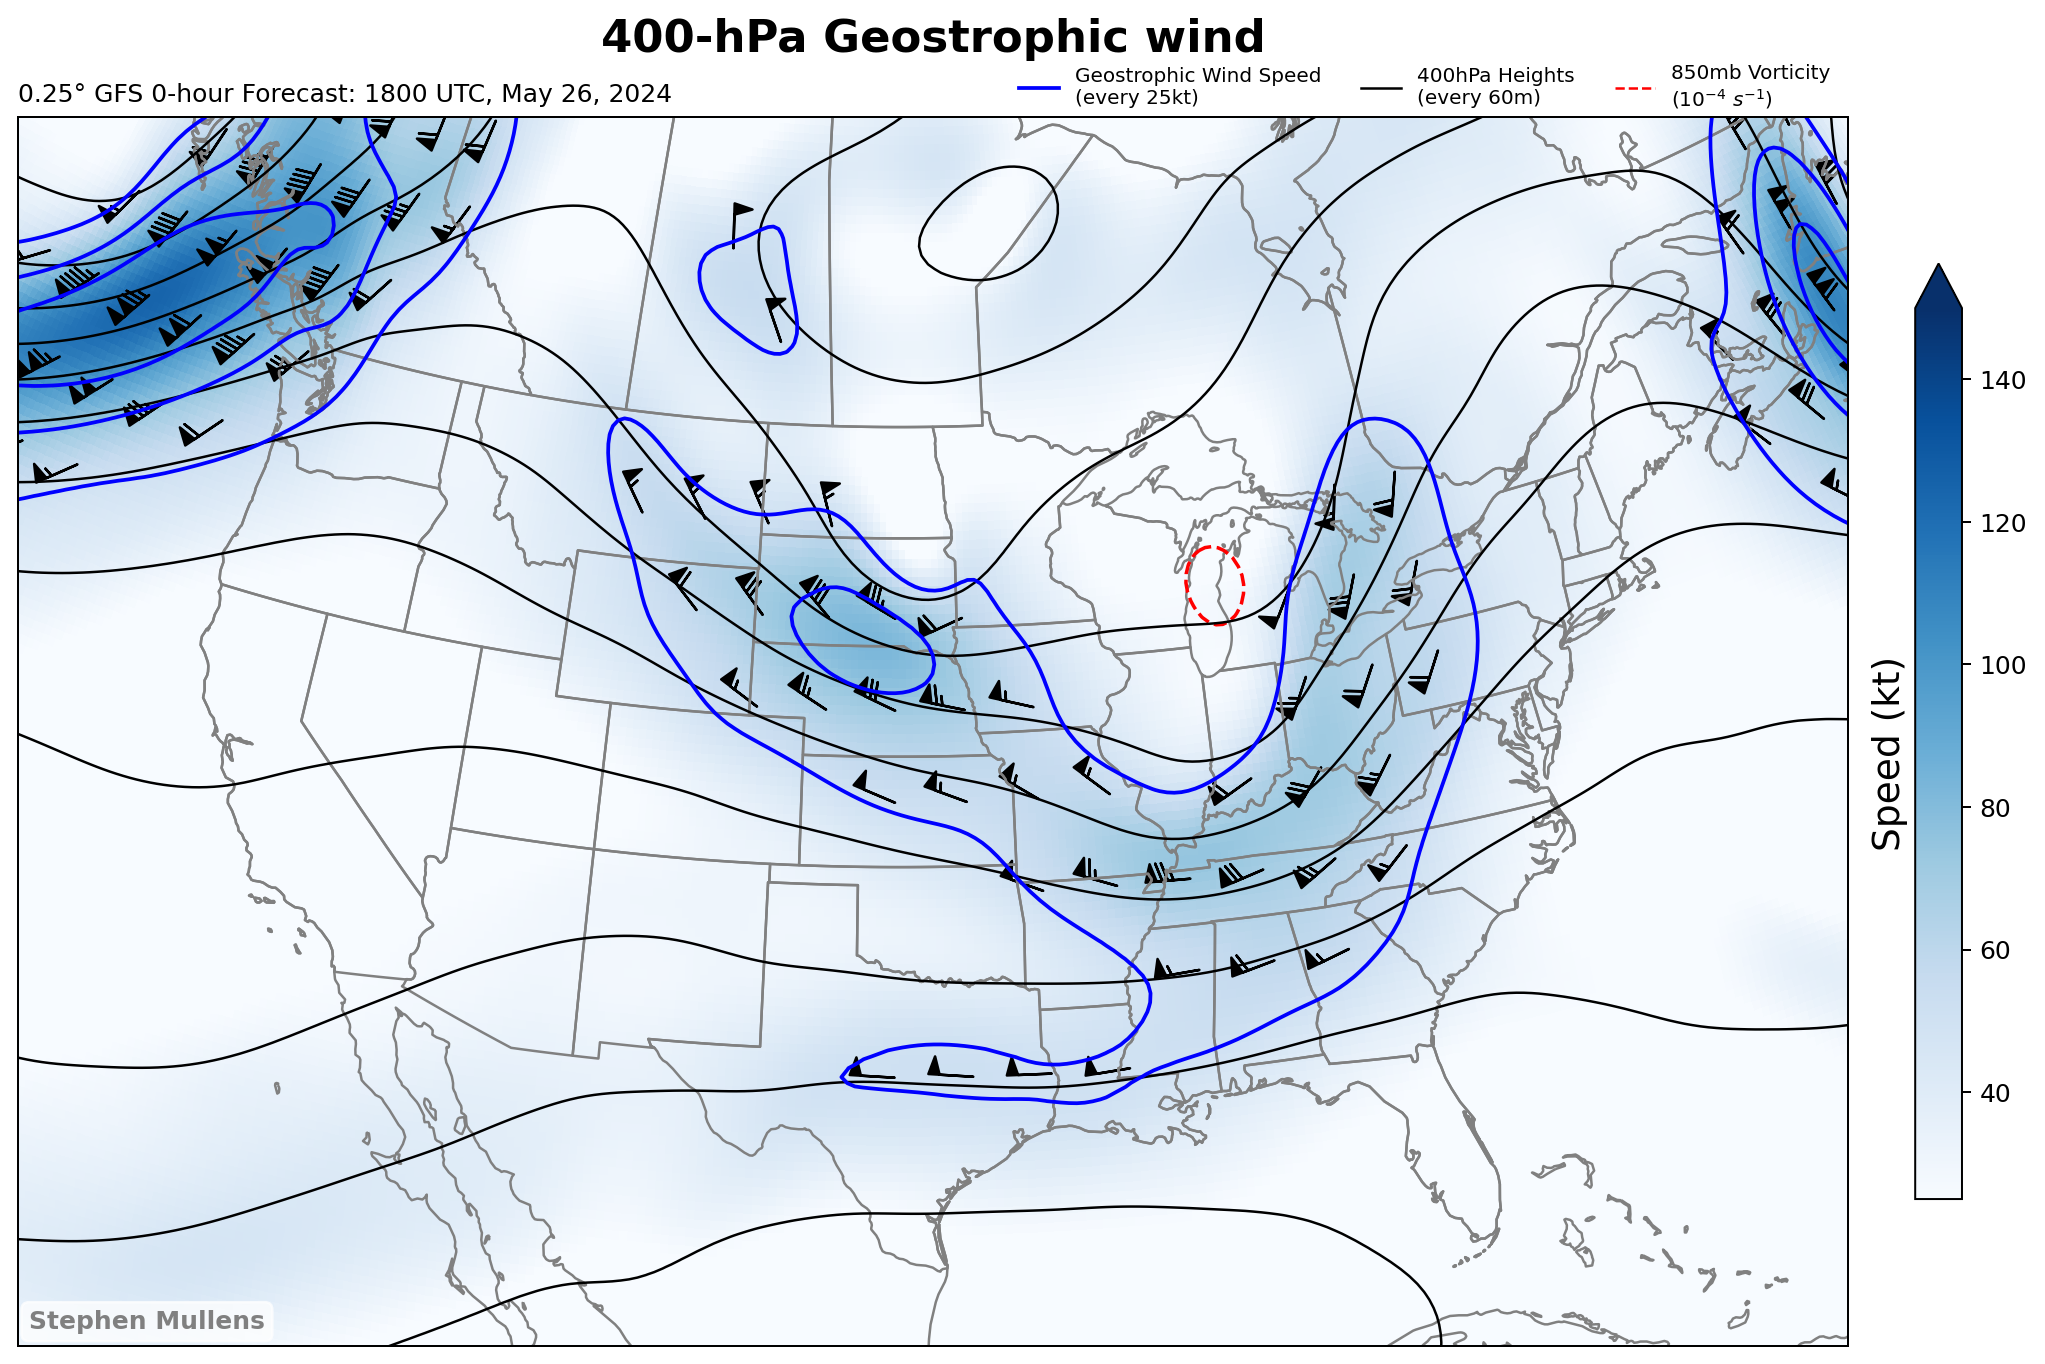 400-hPa Geostrophic wind
0.25° GFS 0-hour Forecast: 1800 UTC, May 26, 2024
Geostrophic Wind Speed
(every 25kt)
400hPa Heights
(every 60m)
850mb Vorticity
(10⁻⁴ s⁻¹)
140
120
100
80
60
40
Speed (kt)
Stephen Mullens